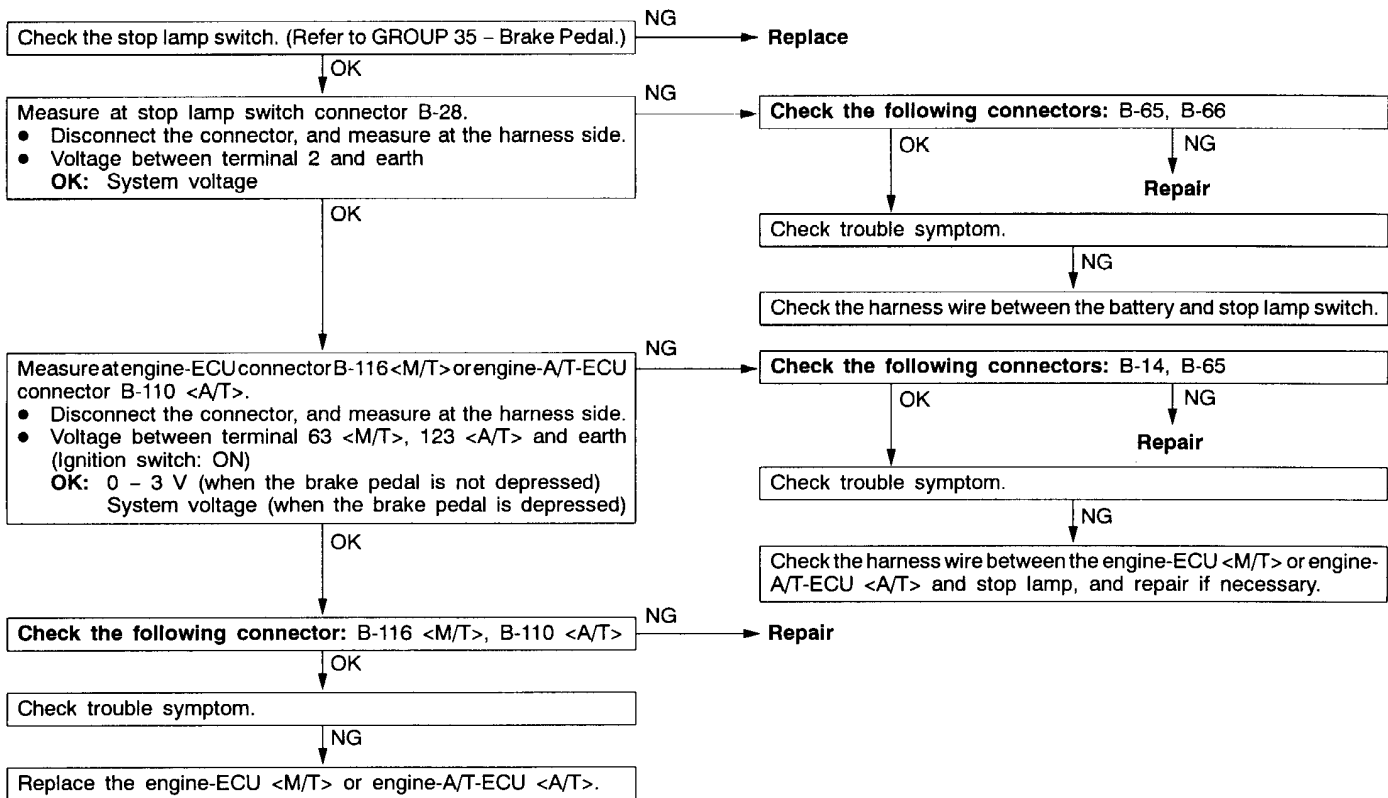 Check the stop lamp switch. (Refer to GROUP 35 – Brake Pedal.)
NG
Replace
OK
Measure at stop lamp switch connector B-28.
● Disconnect the connector, and measure at the harness side.
● Voltage between terminal 2 and earth
OK: System voltage
NG
Check the following connectors: B-65, B-66
OK
NG
Repair
Check trouble symptom.
NG
Check the harness wire between the battery and stop lamp switch.
OK
Measure at engine-ECU connector B-116 <M/T> or engine-A/T-ECU
connector B-110 <A/T>.
● Disconnect the connector, and measure at the harness side.
● Voltage between terminal 63 <M/T>, 123 <A/T> and earth
(Ignition switch: ON)
OK: 0 – 3 V (when the brake pedal is not depressed)
System voltage (when the brake pedal is depressed)
NG
Check the following connectors: B-14, B-65
OK
NG
Repair
Check trouble symptom.
NG
Check the harness wire between the engine-ECU <M/T> or engine-
A/T-ECU <A/T> and stop lamp, and repair if necessary.
OK
Check the following connector: B-116 <M/T>, B-110 <A/T>
NG
Repair
OK
Check trouble symptom.
NG
Replace the engine-ECU <M/T> or engine-A/T-ECU <A/T>.